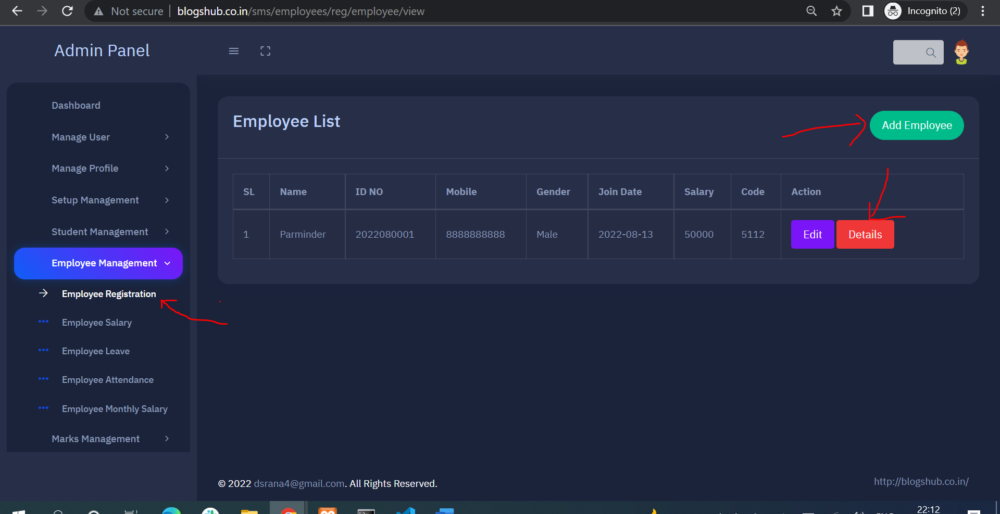 Not secure | blogshub.co.in/sms/employees/reg/employee/view
Incognito (2)
Admin Panel
Dashboard
Manage User
Manage Profile
Setup Management
Student Management
Employee Management
Employee Registration
Employee Salary
Employee Leave
Employee Attendance
Employee Monthly Salary
Marks Management
Employee List
Add Employee
SL Name ID NO Mobile Gender Join Date Salary Code Action
1 Parminder 2022080001 8888888888 Male 2022-08-13 50000 5112 Edit Details
© 2022 dsrana4@gmail.com. All Rights Reserved.
http://blogshub.co.in/
22:12